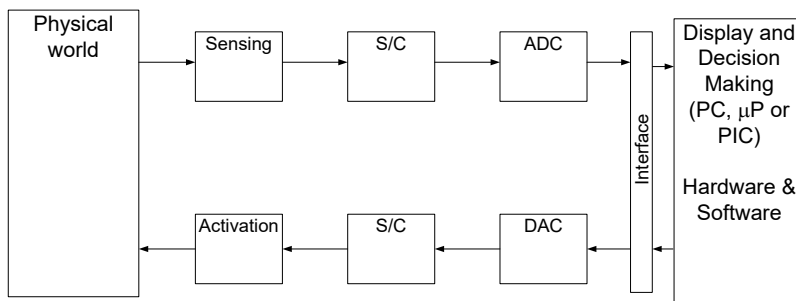 Physical
world
Sensing
S/C
ADC
Interface
Display and
Decision
Making
(PC, μP or
PIC)
Hardware &
Software
Activation
S/C
DAC